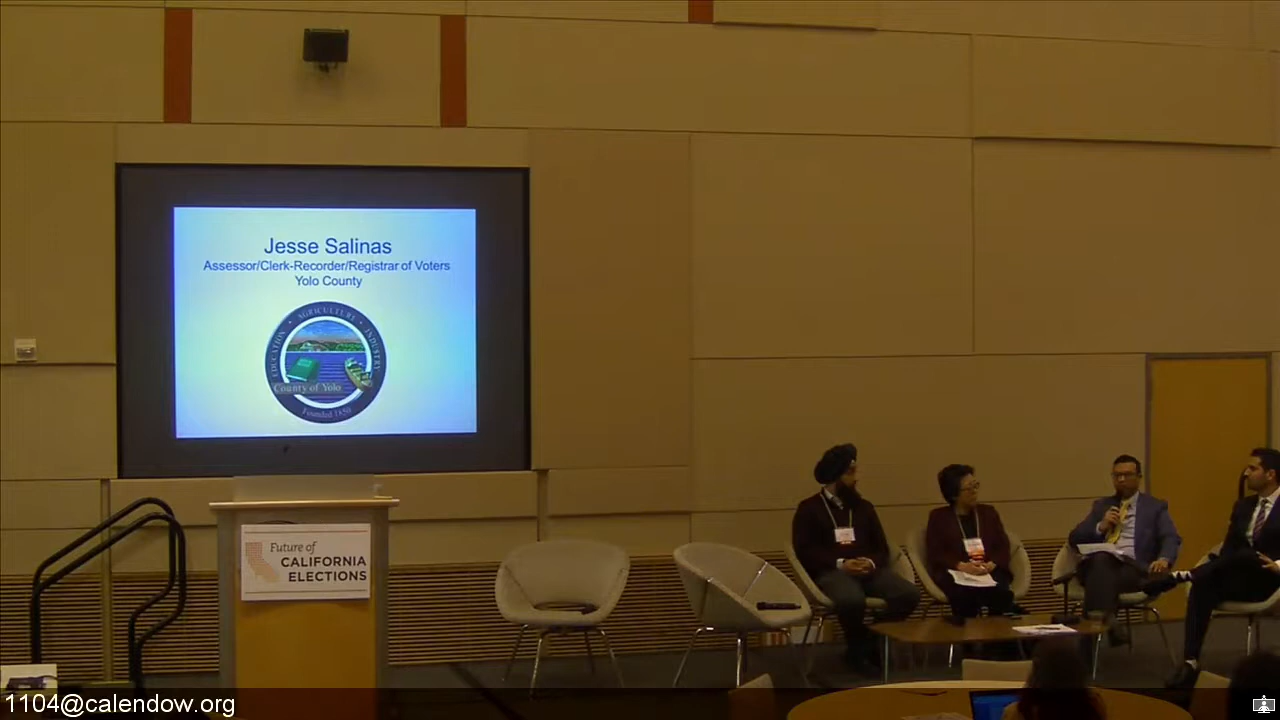 Jesse Salinas
Assessor/Clerk-Recorder/Registrar of Voters
Yolo County
EDUCATION • AGRICULTURE • INDUSTRY
County of Yolo
Founded 1850
Future of
CALIFORNIA
ELECTIONS
1104@calendow.org